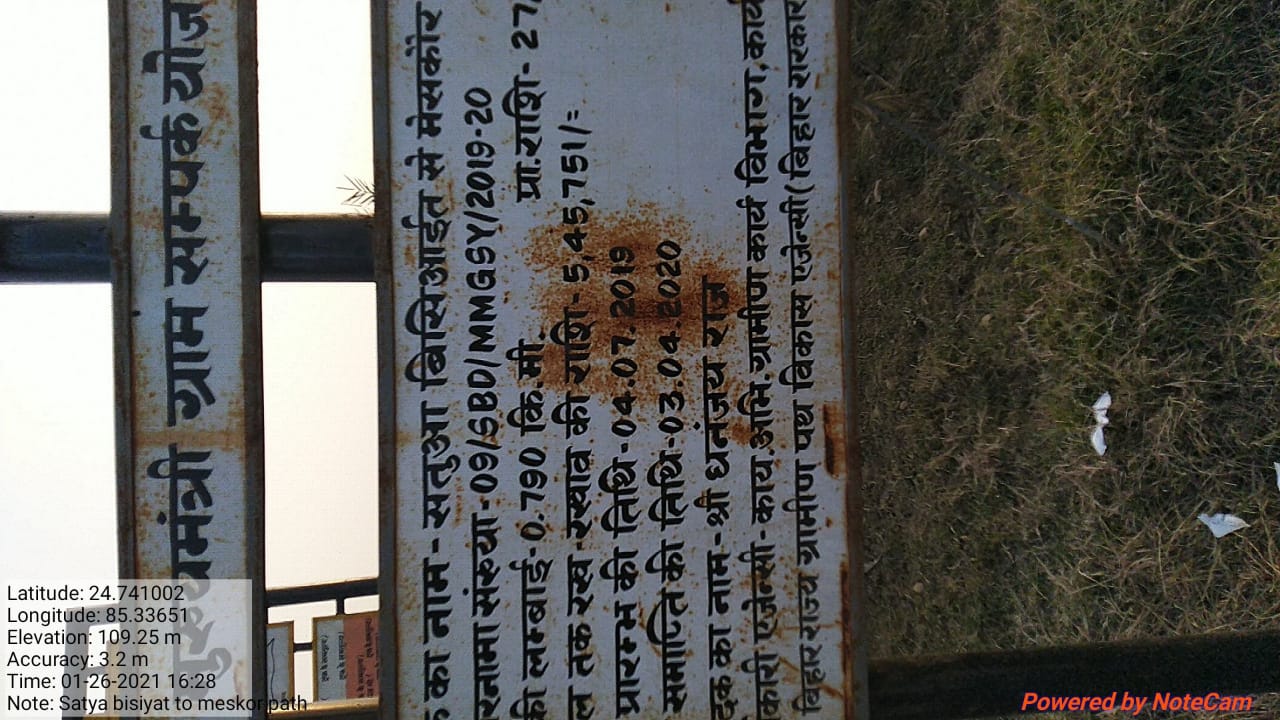 मुख्यमंत्री ग्राम सम्पर्क योज
का नाम - सतुआ बिसिआईत से मेसकौर
रनामा संख्या - 09/SBD/MMGSY/2019-20
की लम्बाई - 0.790 कि.मी. प्रा.राशि - 27,
ल तक रख-रखाव की राशि - 5,45,751/=
प्रारम्भ की तिथि - 04.07.2019
समाप्ति की तिथि - 03.04.2020
दक का नाम - श्री धनंजय राज
कारी एजेन्सी - काय.अभि. ग्रामीण कार्य विभाग, कार्य
बिहार राज्य ग्रामीण पथ विकास एजेन्सी (बिहार सरकार
Latitude: 24.741002
Longitude: 85.33651
Elevation: 109.25 m
Accuracy: 3.2 m
Time: 01-26-2021 16:28
Note: Satya bisiyat to meskor path
Powered by NoteCam